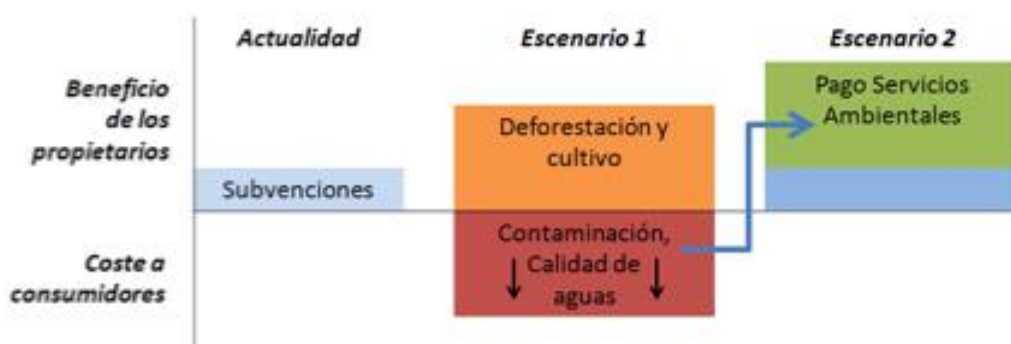 Actualidad
Escenario 1
Escenario 2
Beneficio
de los
propietarios
Subvenciones
Deforestación y
cultivo
Pago Servicios
Ambientales
Coste a
consumidores
Contaminación,
Calidad de
aguas